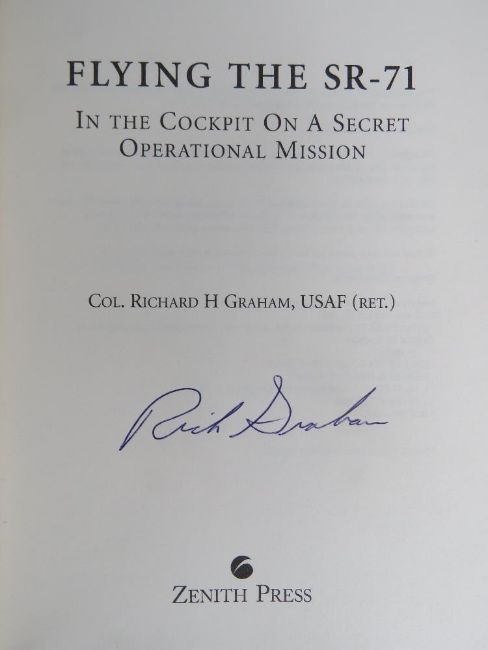 FLYING THE SR-71
IN THE COCKPIT ON A SECRET
OPERATIONAL MISSION
COL. RICHARD H GRAHAM, USAF (RET.)
Rich Graham
ZENITH PRESS